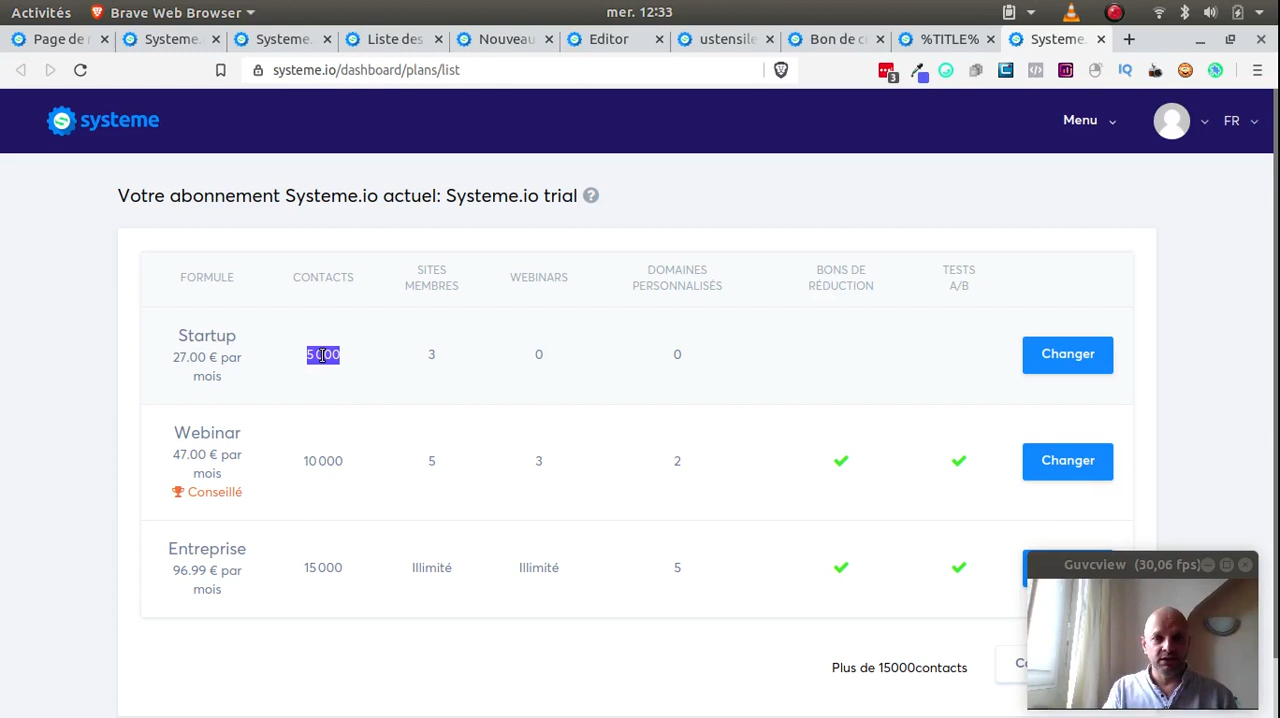 Activités Brave Web Browser mer. 12:33
Page de Systeme. Systeme. Liste des Nouveau Editor ustensile Bon de %TITLE% Systeme.
systeme.io/dashboard/plans/list 3 IQ
systeme Menu FR
Votre abonnement Systeme.io actuel: Systeme.io trial ?
FORMULE CONTACTS SITES MEMBRES WEBINARS DOMAINES PERSONNALISÉS BONS DE RÉDUCTION TESTS A/B
Startup
27.00 € par mois 5000 3 0 0 Changer
Webinar
47.00 € par mois 10 000 5 3 2 Changer
Conseillé
Entreprise
96.99 € par mois 15 000 Illimité Illimité 5
Guvcview (30,06 fps)
Plus de 15000contacts